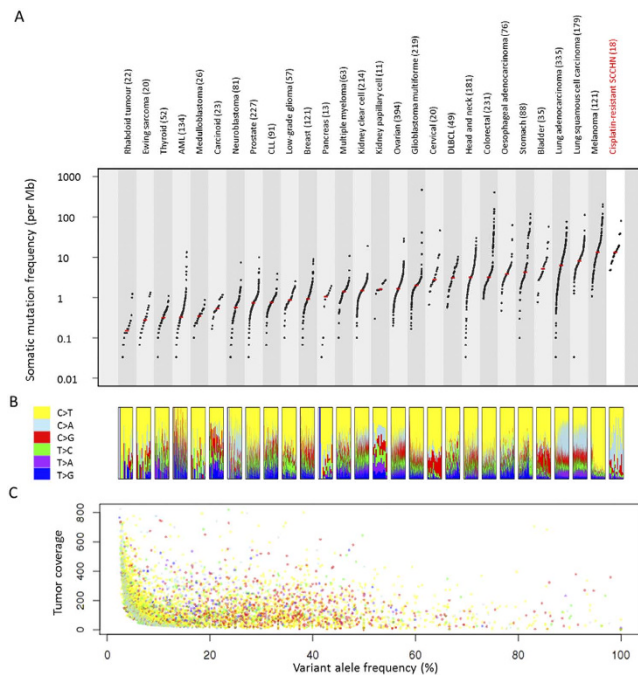 A
Rhabdoid tumour (22)
Ewing sarcoma (20)
Thyroid (52)
AML (134)
Medulloblastoma (26)
Carcinoid (23)
Neuroblastoma (81)
Prostate (227)
CLL (91)
Low-grade glioma (57)
Breast (121)
Pancreas (13)
Multiple myeloma (63)
Kidney clear cell (214)
Kidney papillary cell (11)
Ovarian (394)
Glioblastoma multiforme (219)
Cervical (20)
DLBCL (49)
Head and neck (181)
Colorectal (231)
Oesophageal adenocarcinoma (76)
Stomach (88)
Bladder (35)
Lung adenocarcinoma (335)
Lung squamous cell carcinoma (179)
Melanoma (121)
Cisplatin-resistant SCCHN (18)
Somatic mutation frequency (per Mb)
1000
100
10
1
0.1
0.01
B
C>T
C>A
C>G
T>C
T>A
T>G
C
Tumor coverage
800
600
400
200
0
0 20 40 60 80 100
Variant allele frequency (%)